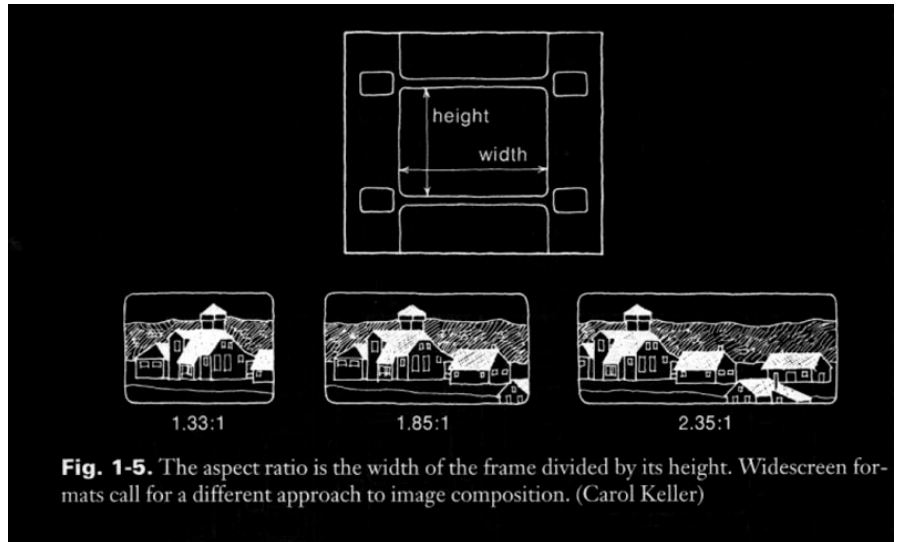 height
width
1.33:1
1.85:1
2.35:1
Fig. 1-5. The aspect ratio is the width of the frame divided by its height. Widescreen for-
mats call for a different approach to image composition. (Carol Keller)